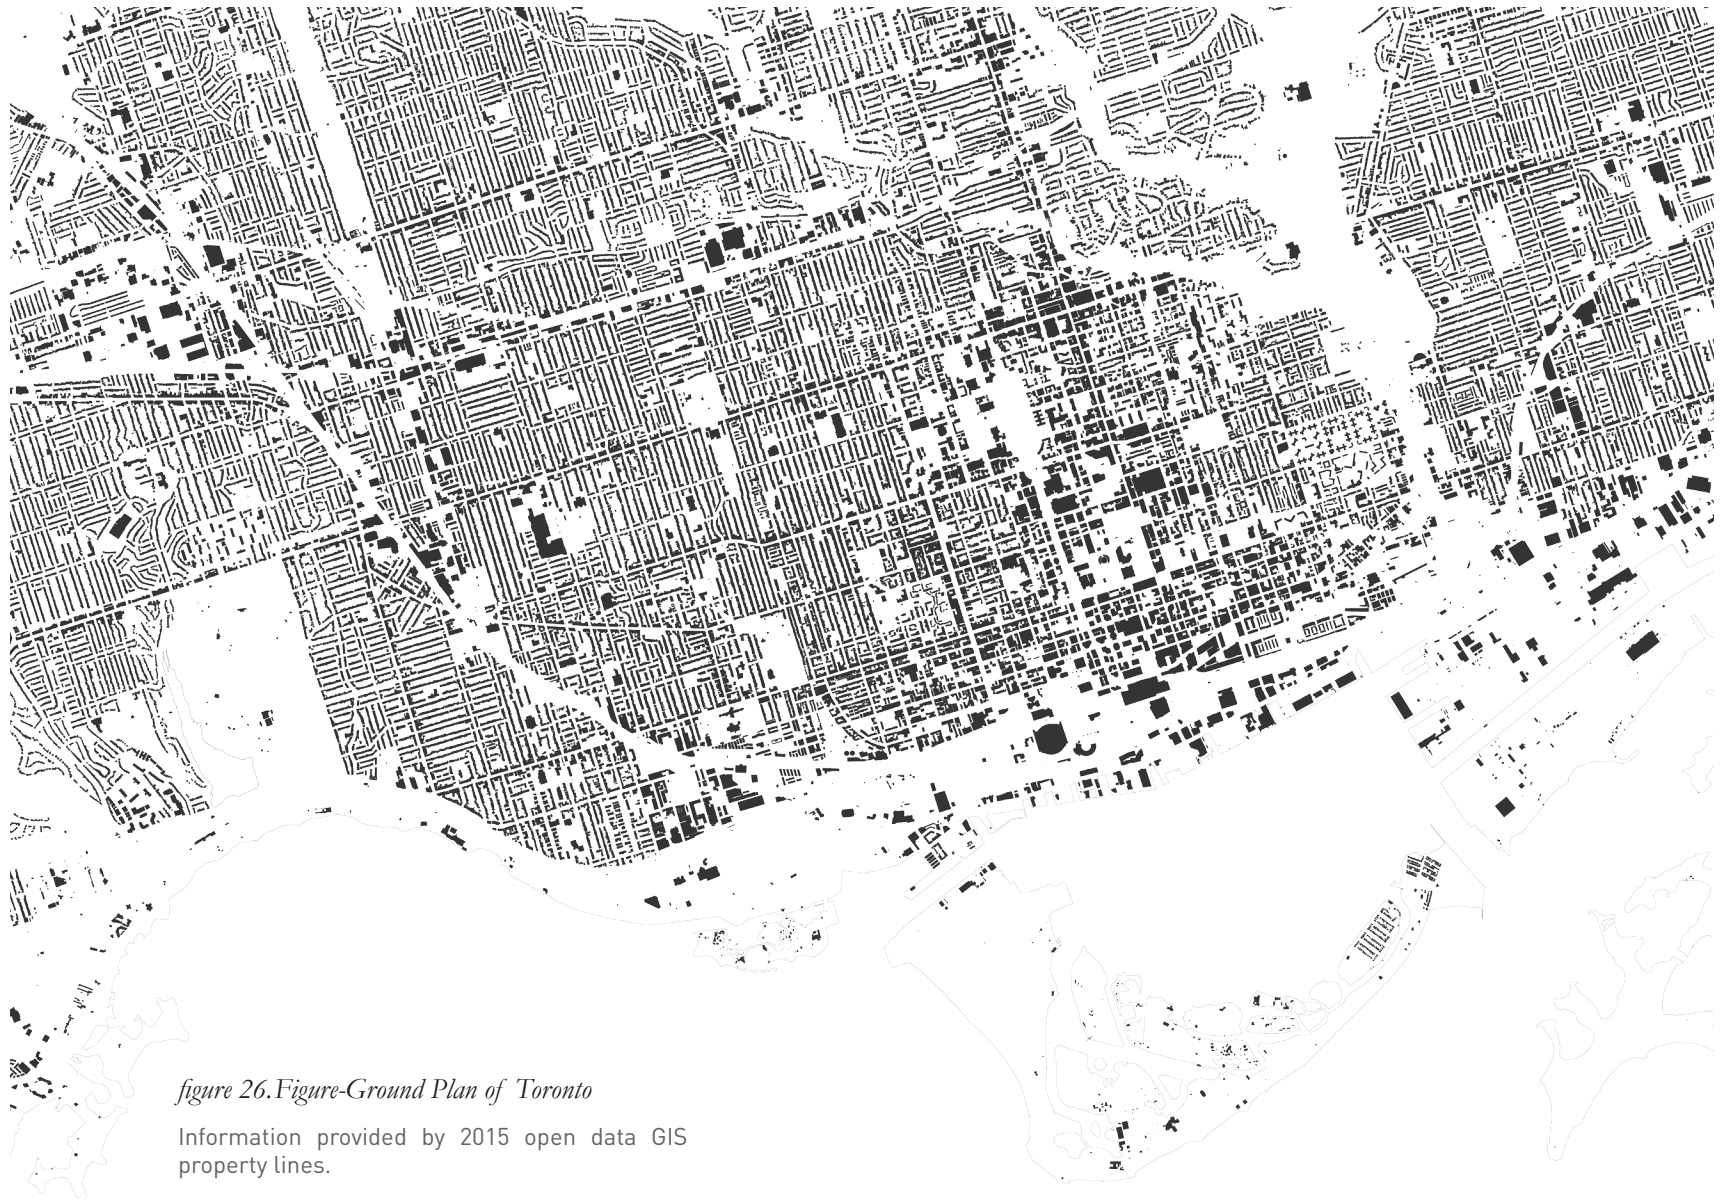 figure 26.Figure-Ground Plan of Toronto
Information provided by 2015 open data GIS
property lines.